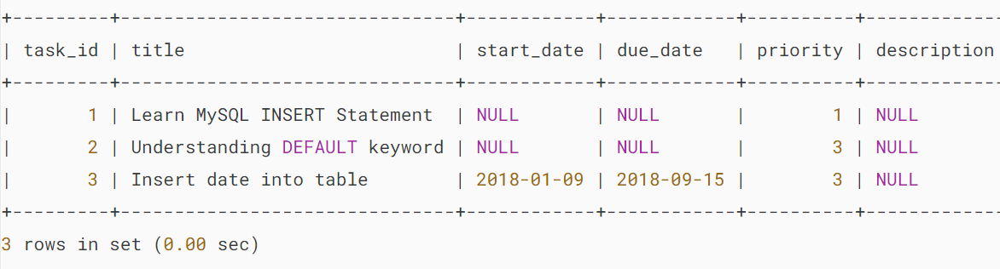 +---------+--------------------------------+------------+------------+----------+-------------
| task_id | title                          | start_date | due_date   | priority | description
+---------+--------------------------------+------------+------------+----------+-------------
|       1 | Learn MySQL INSERT Statement   | NULL       | NULL       |        1 | NULL
|       2 | Understanding DEFAULT keyword | NULL       | NULL       |        3 | NULL
|       3 | Insert date into table         | 2018-01-09 | 2018-09-15 |        3 | NULL
+---------+--------------------------------+------------+------------+----------+-------------
3 rows in set (0.00 sec)